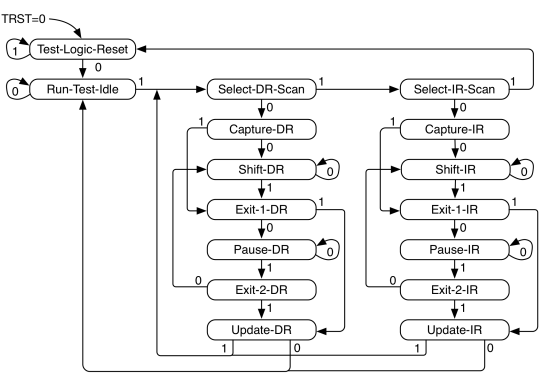 TRST=0
Test-Logic-Reset
1
0
Run-Test-Idle
0
1
Select-DR-Scan
1
Select-IR-Scan
1
0
0
1
Capture-DR
1
Capture-IR
0
0
Shift-DR
0
Shift-IR
0
1
1
Exit-1-DR
1
Exit-1-IR
1
0
0
Pause-DR
0
Pause-IR
0
1
1
0
Exit-2-DR
0
Exit-2-IR
1
1
Update-DR
Update-IR
1
0
1
0